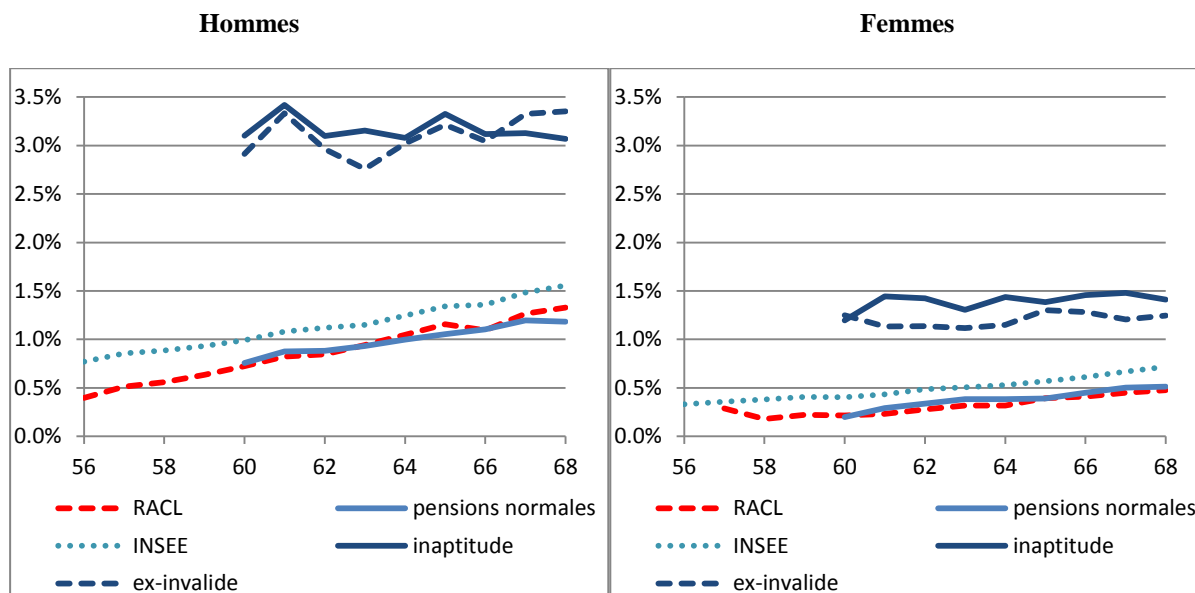 Hommes
Femmes
3.5%
3.0%
2.5%
2.0%
1.5%
1.0%
0.5%
0.0%
56 58 60 62 64 66 68
RACL pensions normales
INSEE inaptitude
ex-invalide
3.5%
3.0%
2.5%
2.0%
1.5%
1.0%
0.5%
0.0%
56 58 60 62 64 66 68
RACL pensions normales
INSEE inaptitude
ex-invalide